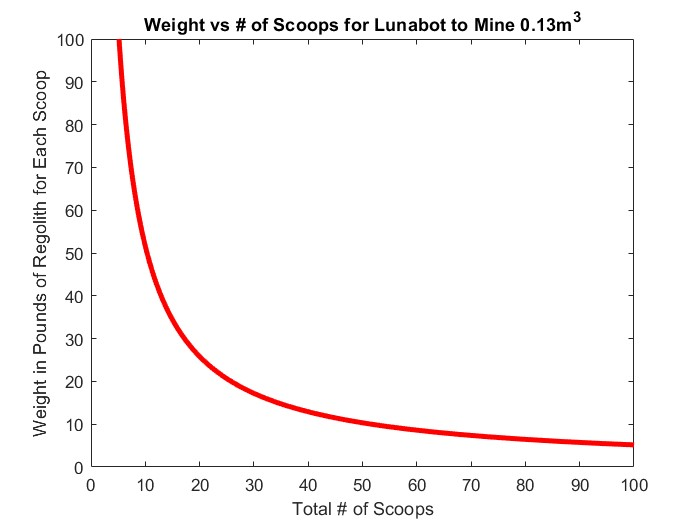 Weight vs # of Scoops for Lunabot to Mine 0.13m³
Weight in Pounds of Regolith for Each Scoop
100
90
80
70
60
50
40
30
20
10
0
0 10 20 30 40 50 60 70 80 90 100
Total # of Scoops